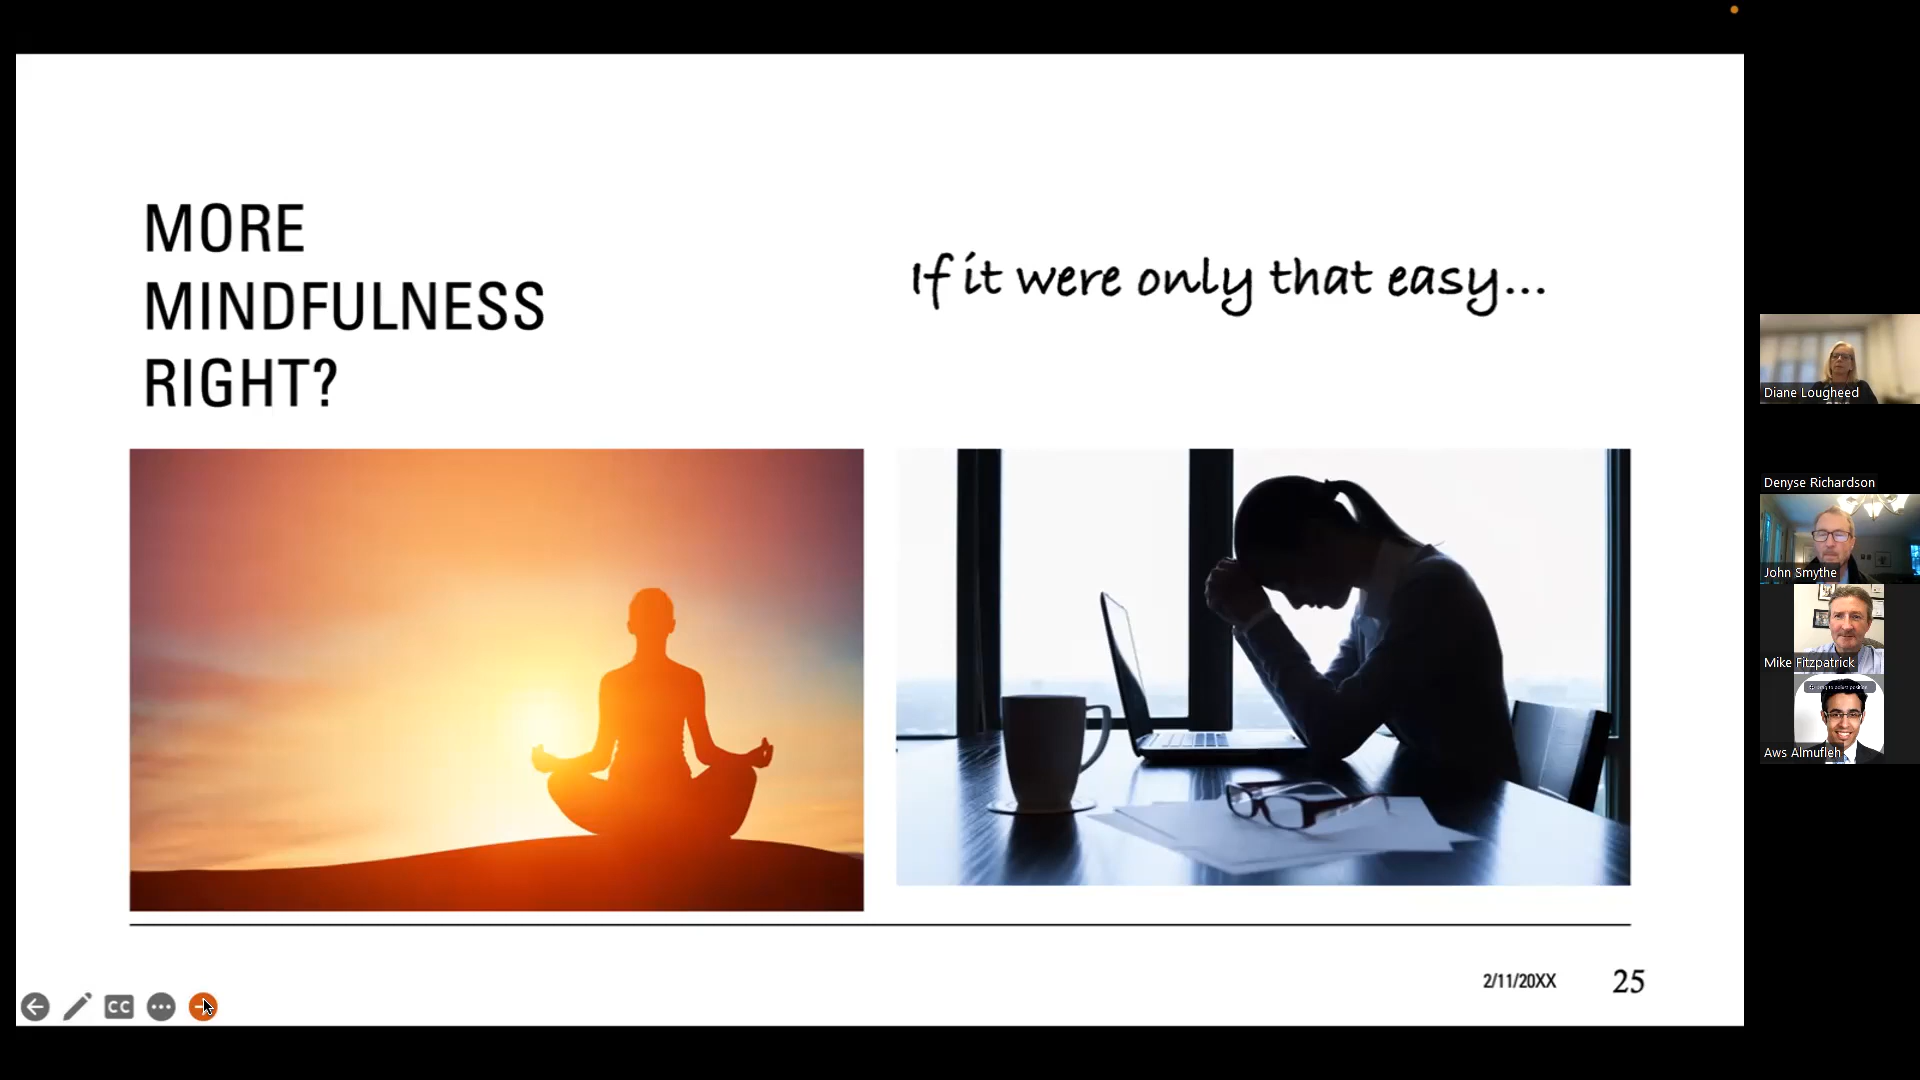 MORE
MINDFULNESS
RIGHT?
If it were only that easy...
2/11/20XX
25
CC
Diane Lougheed
Denyse Richardson
John Smythe
Mike Fitzpatrick
Aws Almufleh